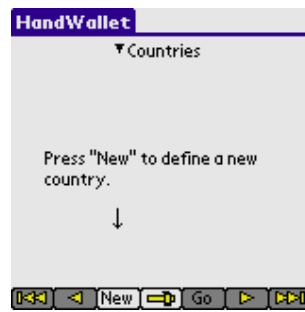 HandWallet
▼Countries
Press "New" to define a new
country.
↓
New Go